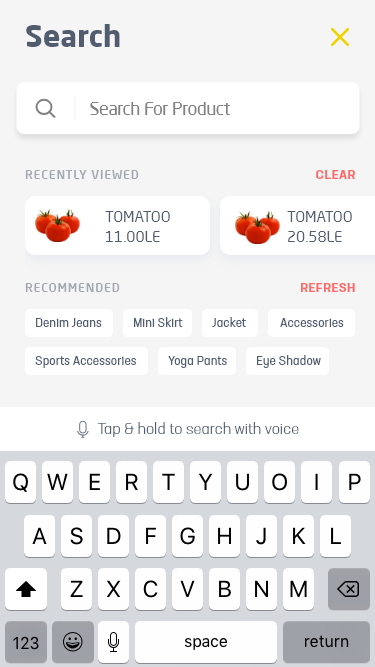 Search
Search For Product
RECENTLY VIEWED CLEAR
TOMATOO TOMATOO
11.00LE 20.58LE
RECOMMENDED REFRESH
Denim Jeans Mini Skirt Jacket Accessories
Sports Accessories Yoga Pants Eye Shadow
Tap & hold to search with voice
Q W E R T Y U O I P
A S D F G H J K L
Z X C V B N M
123 space return